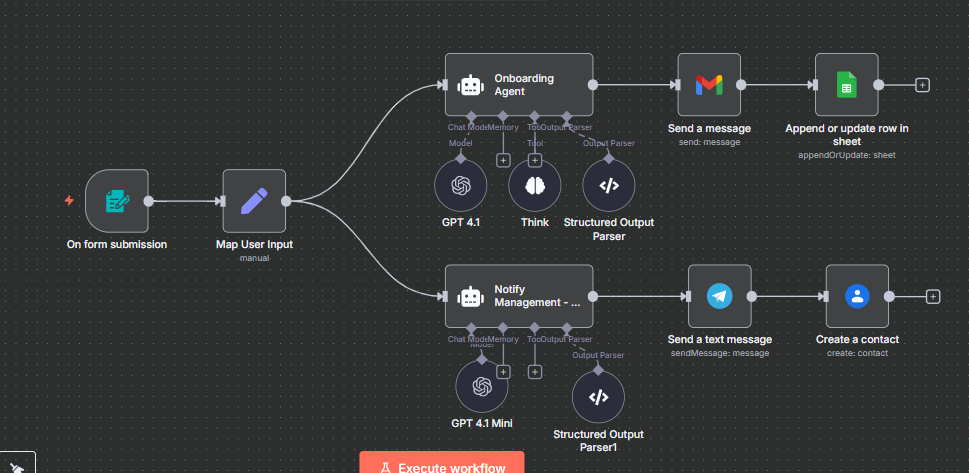 Onboarding
Agent
Chat Model
Memory
Tool
Output Parser
Model
Tool
Output Parser
GPT 4.1
Think
Structured Output
Parser
Send a message
send: message
Append or update row in
sheet
appendOrUpdate: sheet
On form submission
Map User Input
manual
Notify
Management - ...
Chat Model
Memory
Tool
Output Parser
Model
Output Parser
GPT 4.1 Mini
Structured Output
Parser1
Send a text message
sendMessage: message
Create a contact
create: contact
Execute workflow